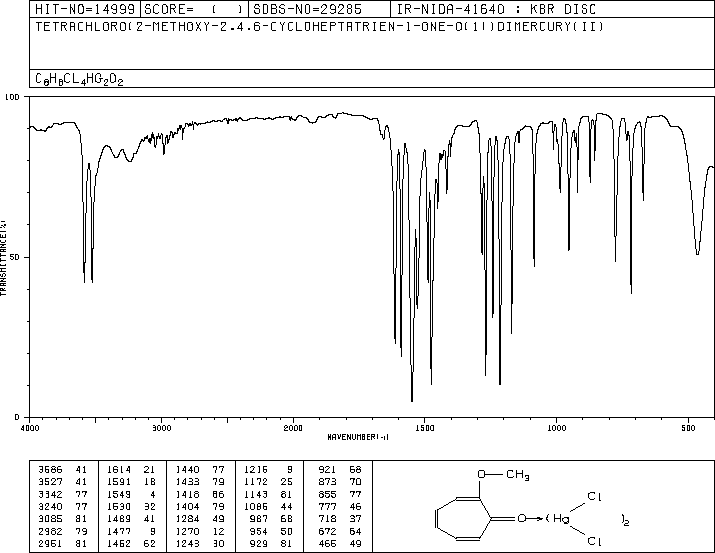 HIT-NO=14999 SCORE= ( ) SDBS-NO=29285 IR-NIDA-41640 : KBR DISC
TETRACHLORO(2-METHOXY-2,4,6-CYCLOHEPTATRIEN-1-ONE-O(1))DIMERCURY(II)
C8H8CL4HG2O2
100
50
0
TRANSMITTANCE(%)
4000 3000 2000 1500 1000 500
WAVENUMBER(-1)
3586 41 1614 21 1440 77 1215 9 921 68
3527 41 1591 18 1433 79 1172 25 873 70
3342 77 1549 4 1418 66 1143 81 855 77
3240 77 1530 32 1404 79 1086 44 777 46
3085 81 1489 41 1284 49 987 68 718 37
2982 79 1477 9 1270 12 954 50 672 64
2951 81 1452 62 1243 30 929 81 466 49
O—CH3
Cl
O→(Hg )2
Cl